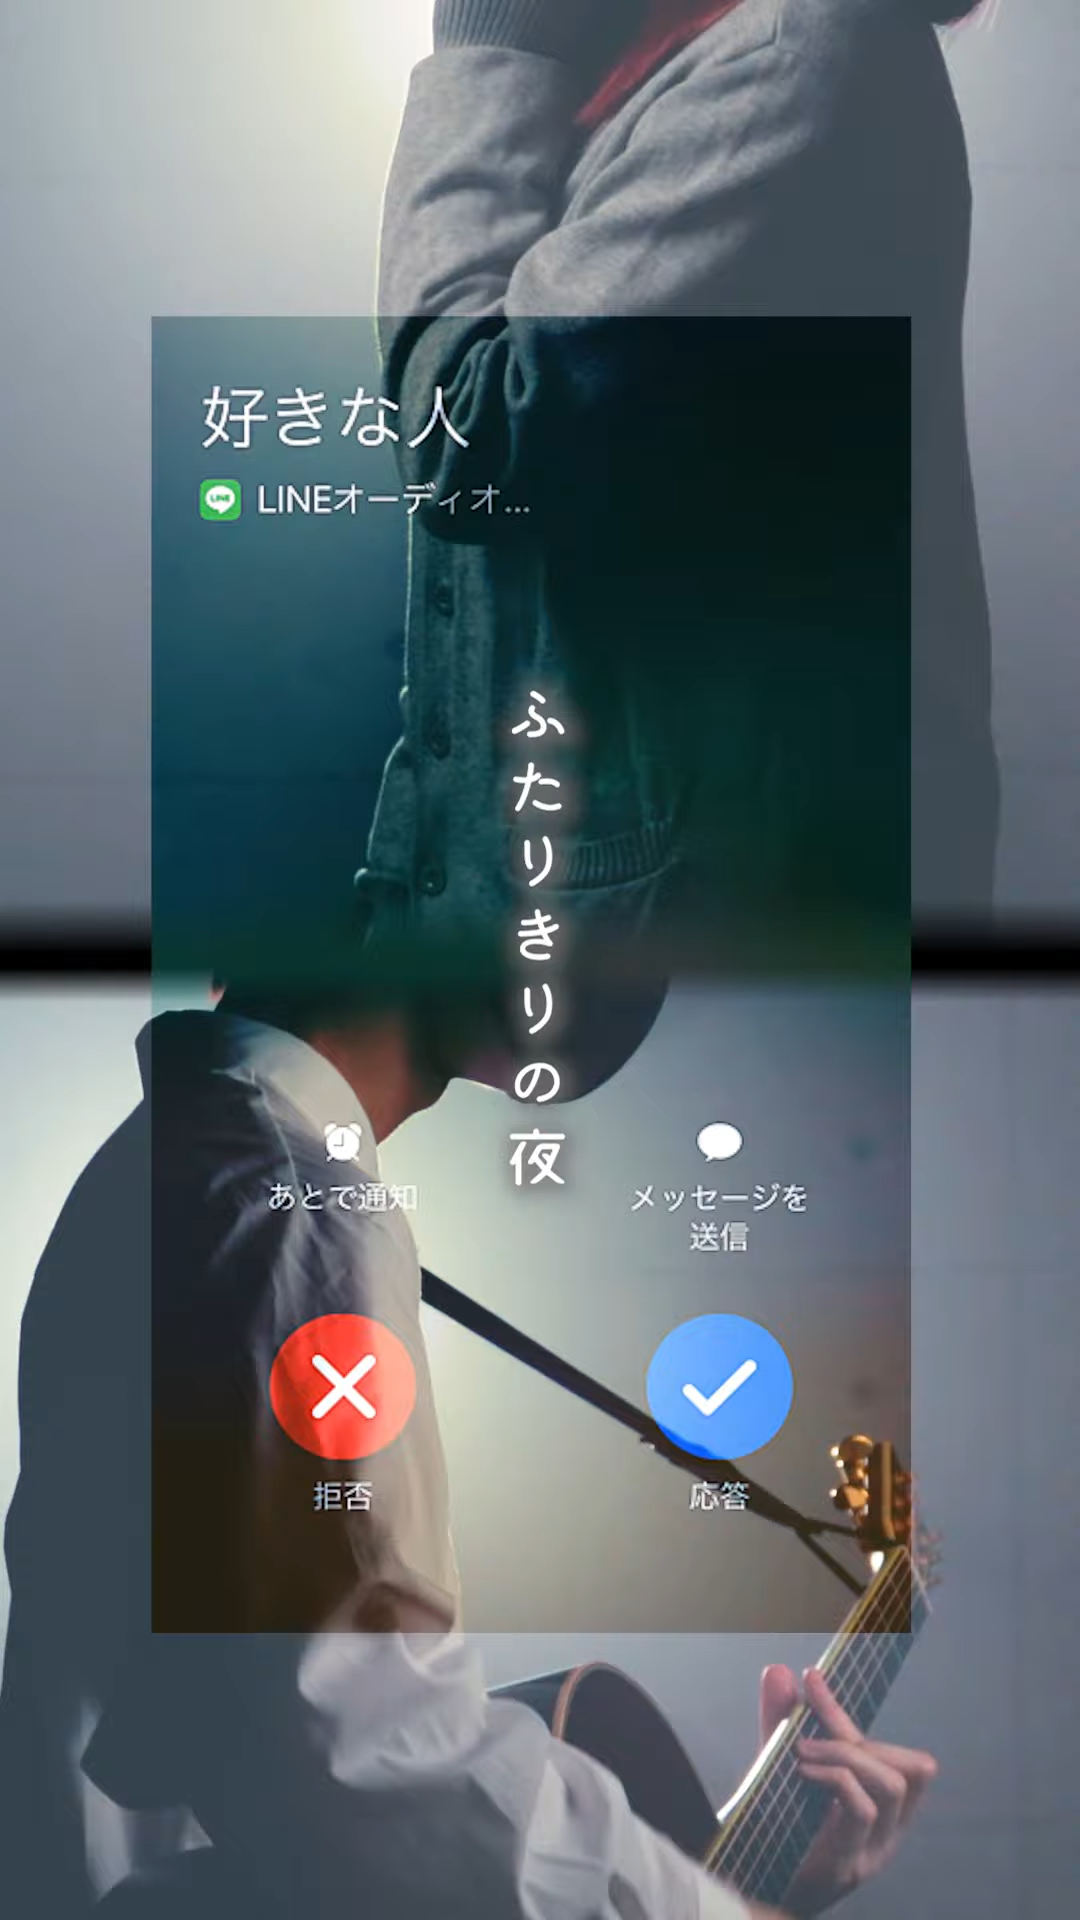 好きな人
LINEオーディオ...
ふたりきりの夜
あとで通知
メッセージを
送信
拒否
応答